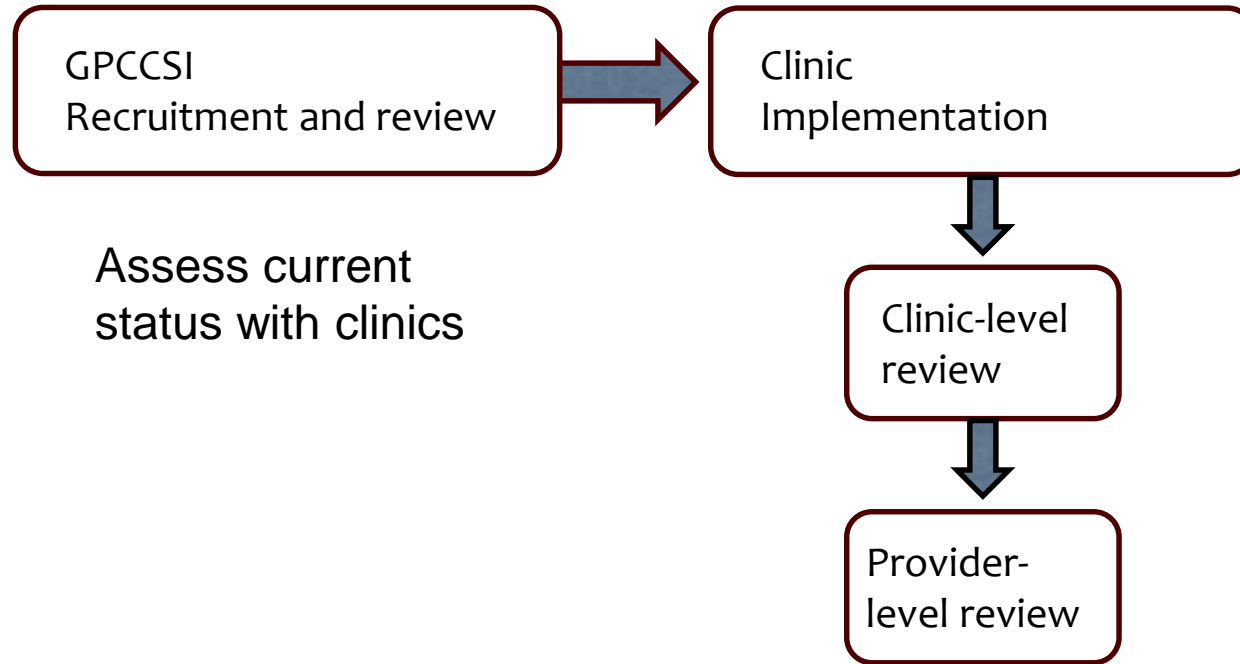 GPCCSI
Recruitment and review
Clinic
Implementation
Assess current
status with clinics
Clinic-level
review
Provider-
level review